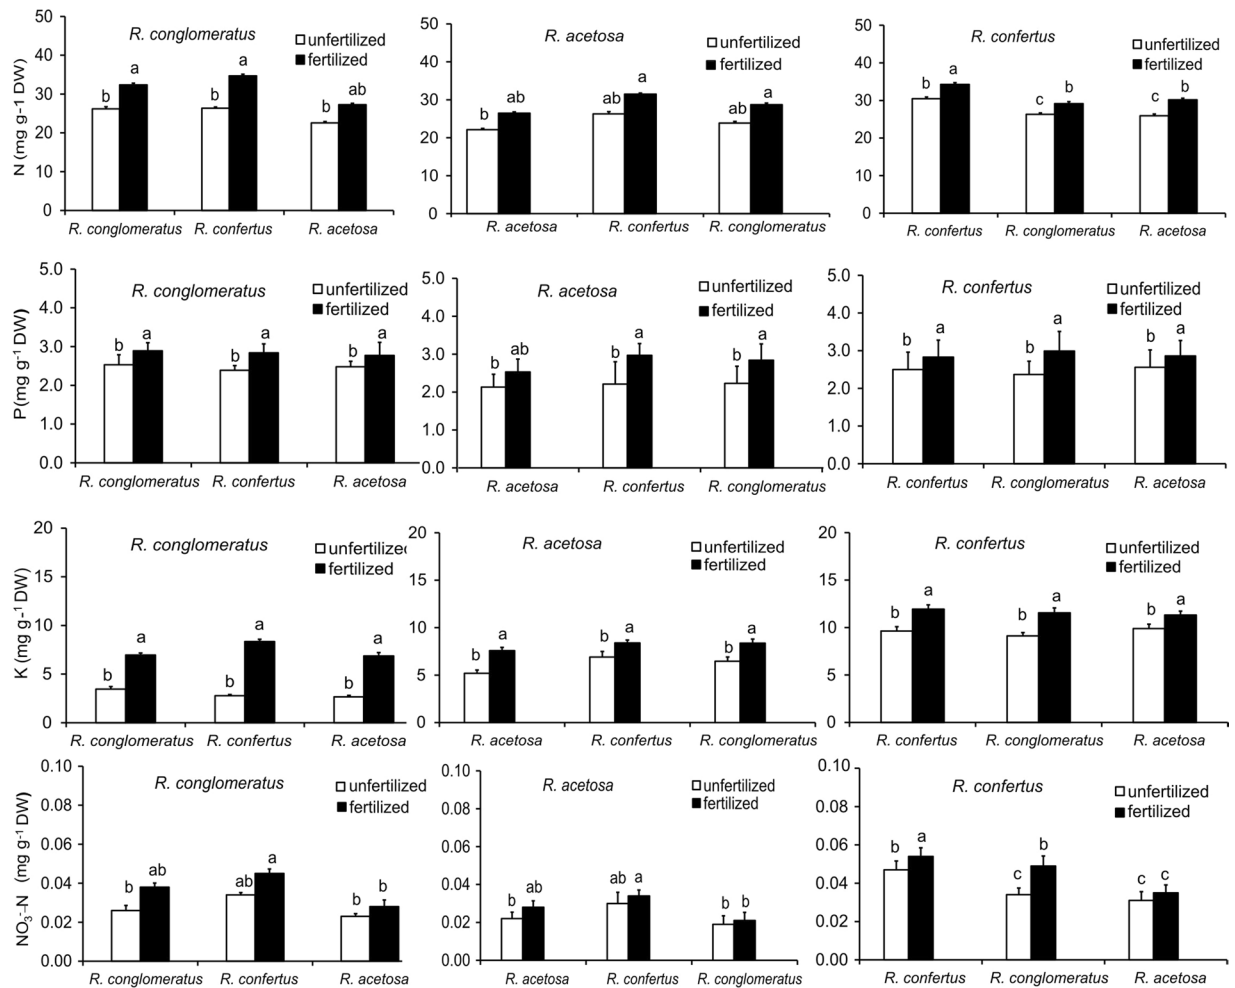 R. conglomeratus
unfertilized
fertilized
N (mg g-1 DW)
50
40
30
20
10
0
b a b a b ab
R. conglomeratus R. confertus R. acetosa
R. acetosa
unfertilized
fertilized
50
40
30
20
10
0
b ab ab a ab a
R. acetosa R. confertus R. conglomeratus
R. confertus
unfertilized
fertilized
50
40
30
20
10
0
b a c b c b
R. confertus R. conglomeratus R. acetosa
R. conglomeratus
unfertilized
fertilized
P(mg g-1 DW)
5.0
4.0
3.0
2.0
1.0
0.0
b a b a b a
R. conglomeratus R. confertus R. acetosa
R. acetosa
unfertilized
fertilized
5.0
4.0
3.0
2.0
1.0
0.0
b ab b a b a
R. acetosa R. confertus R. conglomeratus
R. confertus
unfertilized
fertilized
5.0
4.0
3.0
2.0
1.0
0.0
b a b a b a
R. confertus R. conglomeratus R. acetosa
R. conglomeratus
unfertilized
fertilized
K (mg g-1 DW)
20
15
10
5
0
b a b a b a
R. conglomeratus R. confertus R. acetosa
R. acetosa
unfertilized
fertilized
20
15
10
5
0
b a b a b a
R. acetosa R. confertus R. conglomeratus
R. confertus
unfertilized
fertilized
20
15
10
5
0
b a b a b a
R. confertus R. conglomeratus R. acetosa
R. conglomeratus
unfertilized
fertilized
NO3--N (mg g-1 DW)
0.10
0.08
0.06
0.04
0.02
0.00
b ab ab a b b
R. conglomeratus R. confertus R. acetosa
R. acetosa
unfertilized
fertilized
0.10
0.08
0.06
0.04
0.02
0.00
b ab ab a b b
R. acetosa R. confertus R. conglomeratus
R. confertus
unfertilized
fertilized
0.10
0.08
0.06
0.04
0.02
0.00
b a c b c c
R. confertus R. conglomeratus R. acetosa